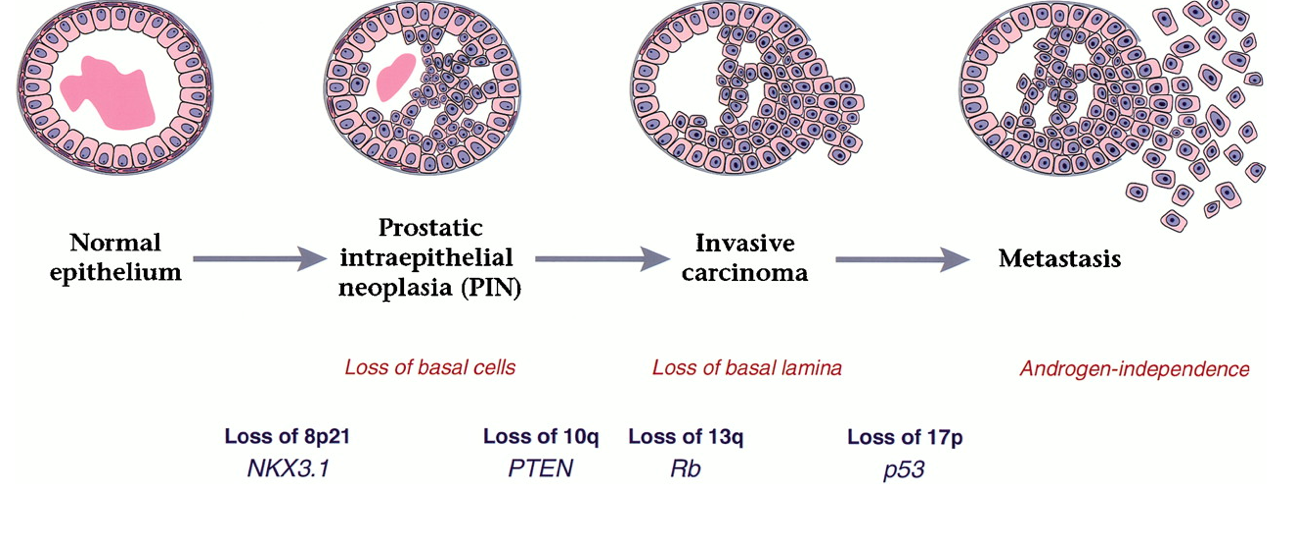 Normal
epithelium
Prostatic
intraepithelial
neoplasia (PIN)
Invasive
carcinoma
Metastasis
Loss of basal cells
Loss of basal lamina
Androgen-independence
Loss of 8p21
NKX3.1
Loss of 10q
PTEN
Loss of 13q
Rb
Loss of 17p
p53